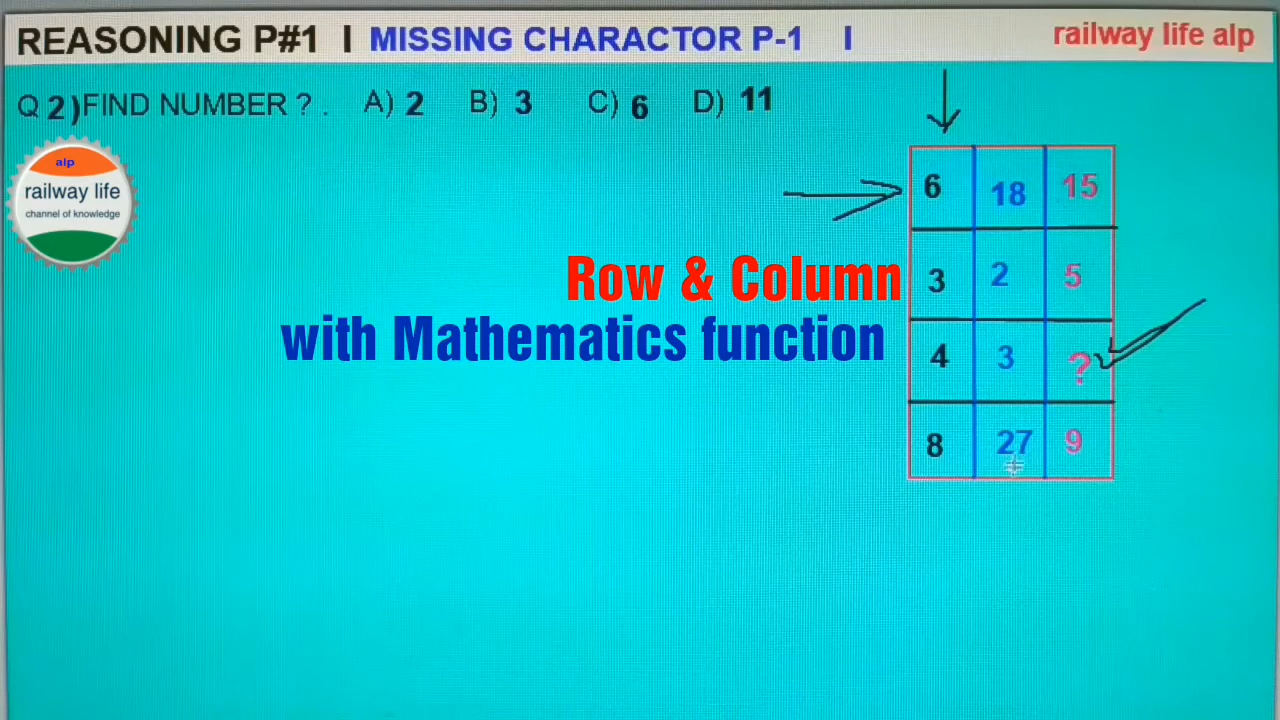 REASONING P#1 I MISSING CHARACTOR P-1 I railway life alp
Q 2) FIND NUMBER ? . A) 2 B) 3 C) 6 D) 11
alp
railway life
channel of knowledge
6 18 15
Row & Column
3 2 5
with Mathematics function
4 3 ?
8 27 9